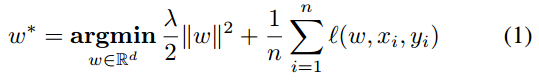 w* = argmin_{w∈ℝ^d} λ/2 ‖w‖² + 1/n ∑_{i=1}^{n} ℓ(w, x_i, y_i) (1)